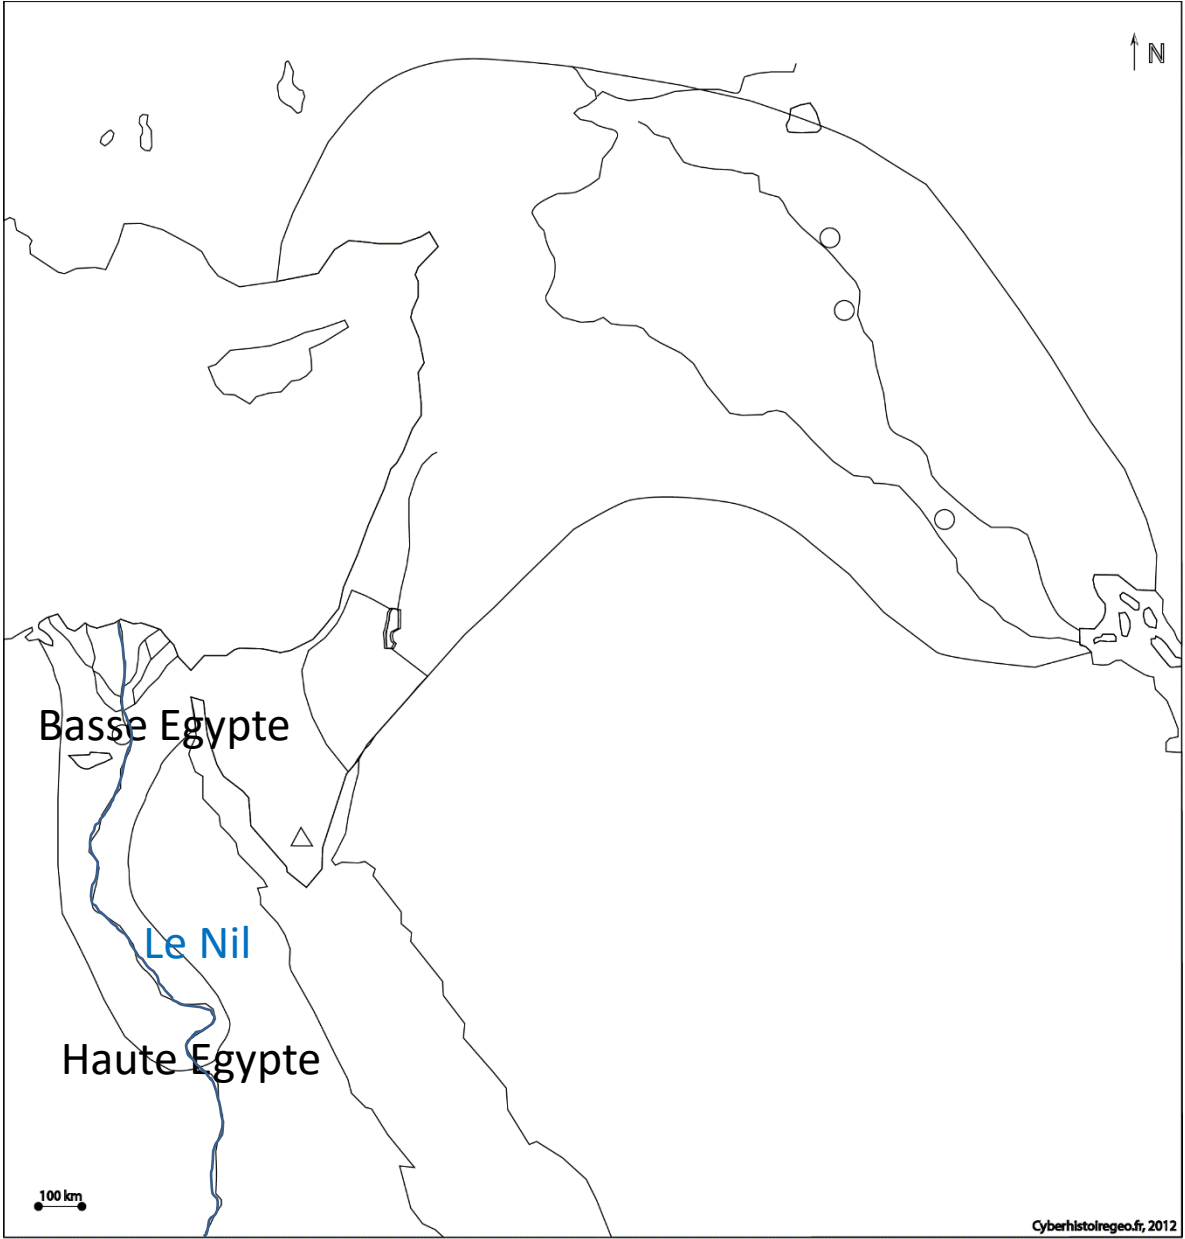 N
Basse Egypte
Le Nil
Haute Egypte
100 km
Cyberhistoiregeo.fr, 2012